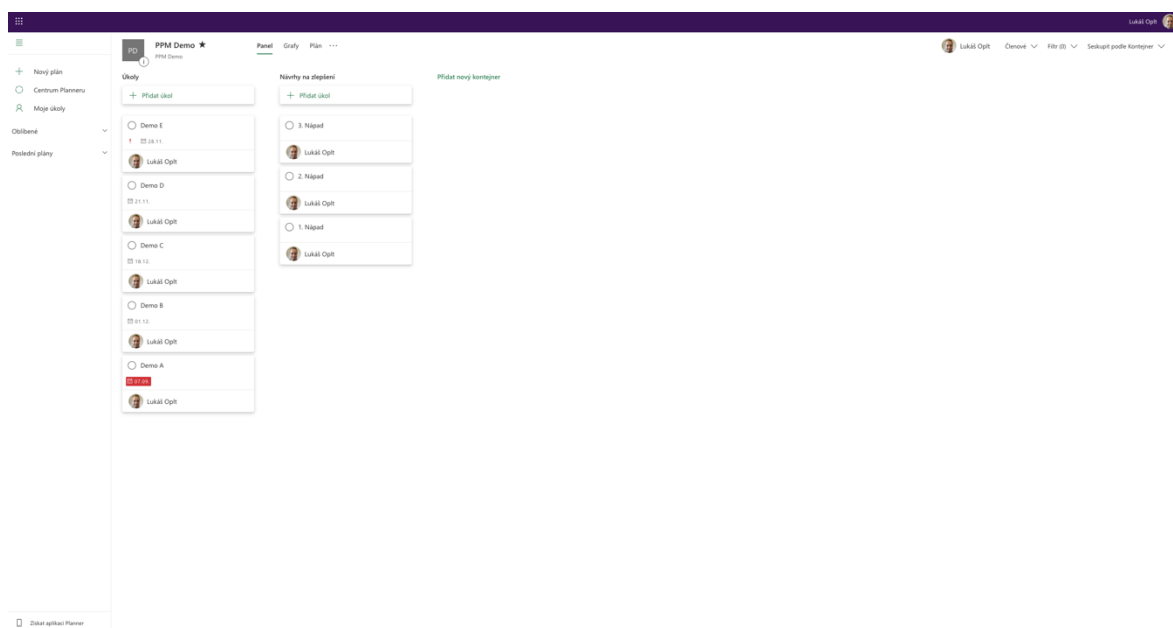 Lukáš Oplt
PD
PPM Demo
PPM Demo
Panel
Grafy
Plán
Lukáš Oplt
Členové
Filtr (0)
Seskupit podle Kontejner
Nový plán
Centrum Planneru
Moje úkoly
Oblíbené
Poslední plány
Úkoly
+ Přidat úkol
Demo E
! 28.11.
Lukáš Oplt
Demo D
21.11.
Lukáš Oplt
Demo C
18.12.
Lukáš Oplt
Demo B
01.12.
Lukáš Oplt
Demo A
07.09.
Lukáš Oplt
Návrhy na zlepšení
+ Přidat úkol
3. Nápad
Lukáš Oplt
2. Nápad
Lukáš Oplt
1. Nápad
Lukáš Oplt
Přidat nový kontejner
Získat aplikaci Planner